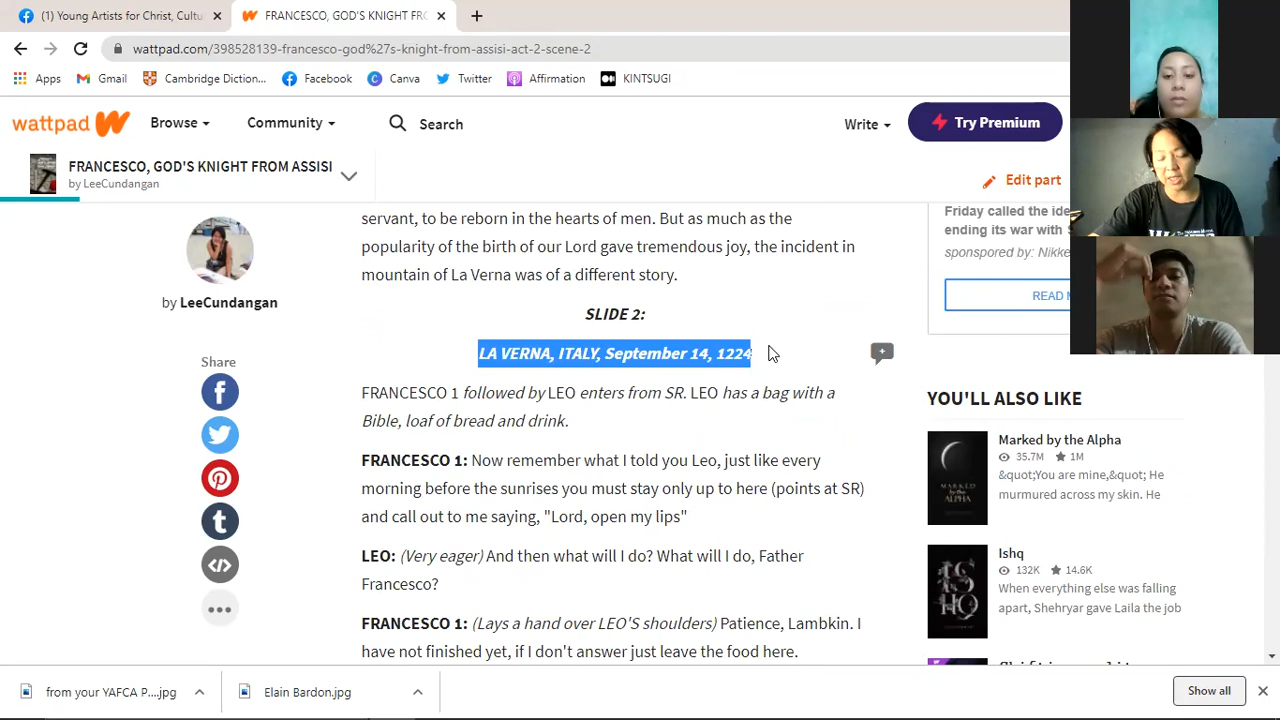 (1) Young Artists for Christ, Cultu
FRANCESCO, GOD'S KNIGHT FRO
wattpad.com/398528139-francesco-god%27s-knight-from-assisi-act-2-scene-2
Apps
Gmail
Cambridge Diction...
Facebook
Canva
Twitter
Affirmation
KINTSUGI
wattpad
Browse
Community
Search
Write
Try Premium
FRANCESCO, GOD'S KNIGHT FROM ASSISI
by LeeCundangan
Edit part
by LeeCundangan
Share
servant, to be reborn in the hearts of men. But as much as the
popularity of the birth of our Lord gave tremendous joy, the incident in
mountain of La Verna was of a different story.
SLIDE 2:
LA VERNA, ITALY, September 14, 1224
FRANCESCO 1 followed by LEO enters from SR. LEO has a bag with a
Bible, loaf of bread and drink.
FRANCESCO 1: Now remember what I told you Leo, just like every
morning before the sunrises you must stay only up to here (points at SR)
and call out to me saying, "Lord, open my lips"
LEO: (Very eager) And then what will I do? What will I do, Father
Francesco?
FRANCESCO 1: (Lays a hand over LEO'S shoulders) Patience, Lambkin. I
have not finished yet, if I don't answer just leave the food here.
Friday called the ide
ending its war with
sponsored by: Nikke
READ
YOU'LL ALSO LIKE
Marked by the Alpha
35.7M 1M
&quot;You are mine,&quot; He
murmured across my skin. He
MARKED
ALPHA
Ishq
132K 14.6K
When everything else was falling
apart, Shehryar gave Laila the job
from your YAFCA P....jpg
Elain Bardon.jpg
Show all